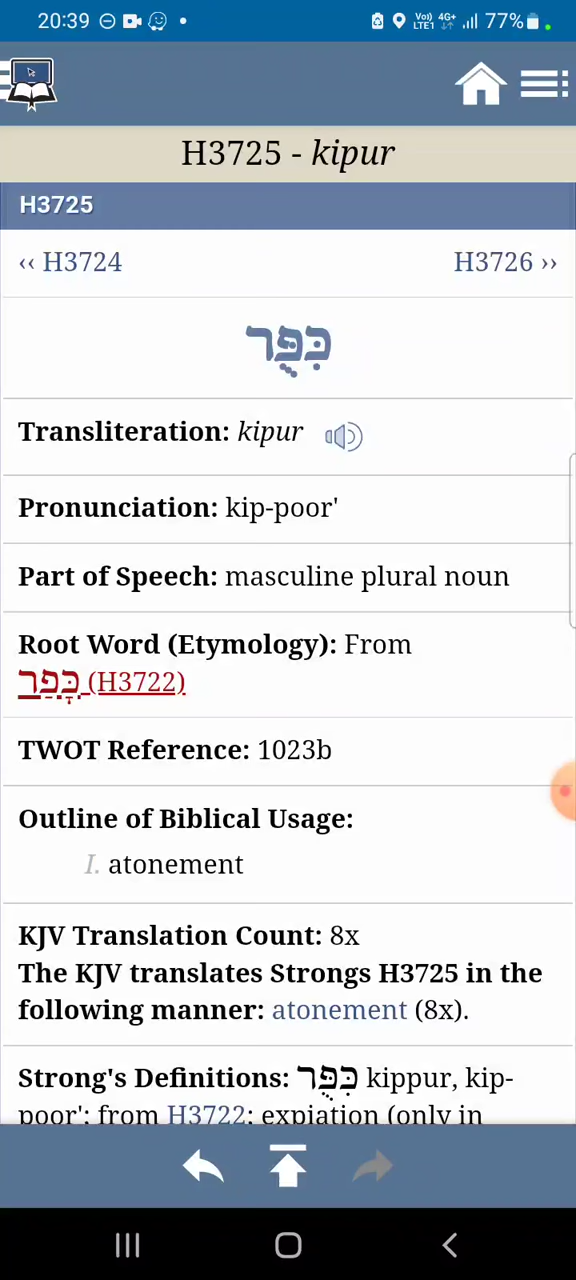 20:39 Vo) 4G+ LTE1 77%
H3725 - kipur
H3725
‹‹ H3724 H3726 ››
כִּפֻּר
Transliteration: kipur
Pronunciation: kip-poor'
Part of Speech: masculine plural noun
Root Word (Etymology): From
כָּפַר (H3722)
TWOT Reference: 1023b
Outline of Biblical Usage:
I. atonement
KJV Translation Count: 8x
The KJV translates Strongs H3725 in the
following manner: atonement (8x).
Strong's Definitions: כִּפֻּר kippur, kip-
poor'; from H3722; expiation (only in